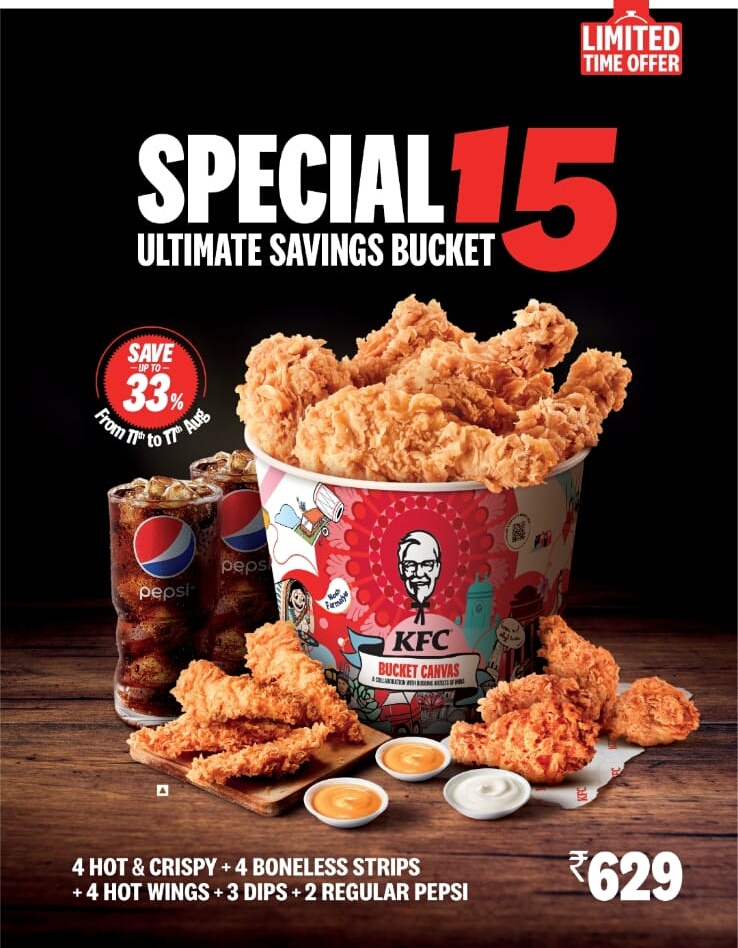 LIMITED
TIME OFFER
SPECIAL 15
ULTIMATE SAVINGS BUCKET
SAVE
UP TO
33%
From 11th to 17th Aug
pepsi
pepsi
KFC
BUCKET CANVAS
KFC
4 HOT & CRISPY + 4 BONELESS STRIPS
+ 4 HOT WINGS + 3 DIPS + 2 REGULAR PEPSI
₹629